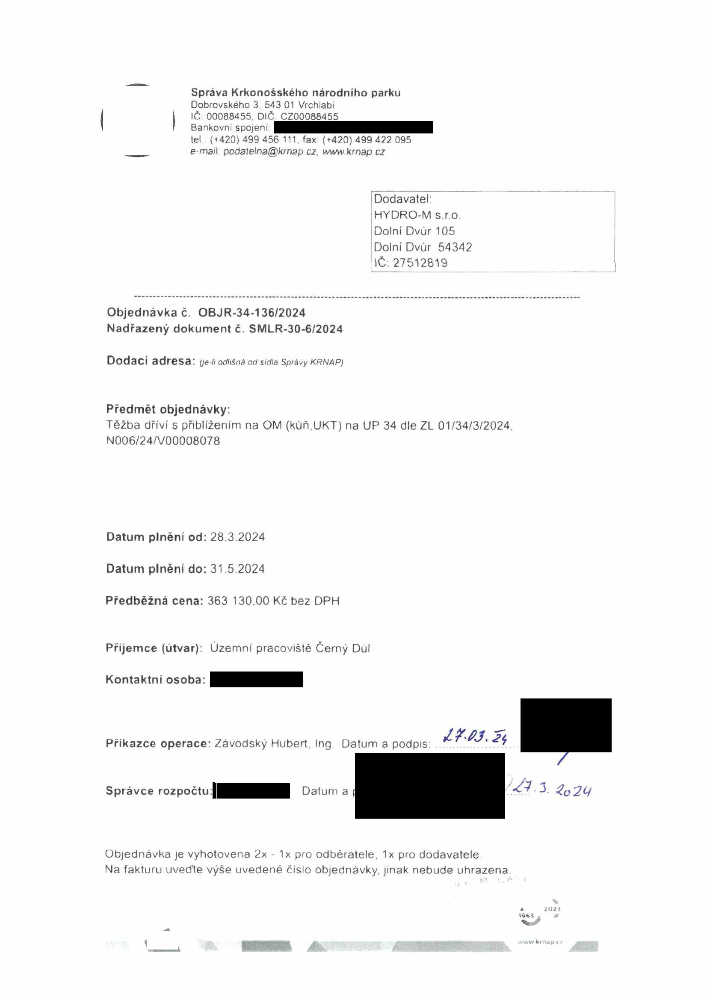 Správa Krkonošského národního parku
Dobrovského 3, 543 01 Vrchlabí
IČ: 00088455, DIČ: CZ00088455
Bankovní spojení:
tel.: (+420) 499 456 111, fax: (+420) 499 422 095
e-mail: podatelna@krnap.cz, www.krnap.cz
Dodavatel:
HYDRO-M s.r.o.
Dolní Dvůr 105
Dolní Dvůr 54342
IČ: 27512819
Objednávka č. OBJR-34-136/2024
Nadřazený dokument č. SMLR-30-6/2024
Dodací adresa: (je-li odlišná od sídla Správy KRNAP)
Předmět objednávky:
Těžba dříví s přiblížením na OM (kůň,UKT) na UP 34 dle ZL 01/34/3/2024,
N006/24/V00008078
Datum plnění od: 28.3.2024
Datum plnění do: 31.5.2024
Předběžná cena: 363 130,00 Kč bez DPH
Příjemce (útvar): Územní pracoviště Černý Důl
Kontaktní osoba:
Příkazce operace: Závodský Hubert, Ing. Datum a podpis: 27.03.24
Správce rozpočtu: Datum a 27.3.2024
Objednávka je vyhotovena 2x - 1x pro odběratele, 1x pro dodavatele.
Na fakturu uveďte výše uvedené číslo objednávky, jinak nebude uhrazena.
1963 2023
www.krnap.cz